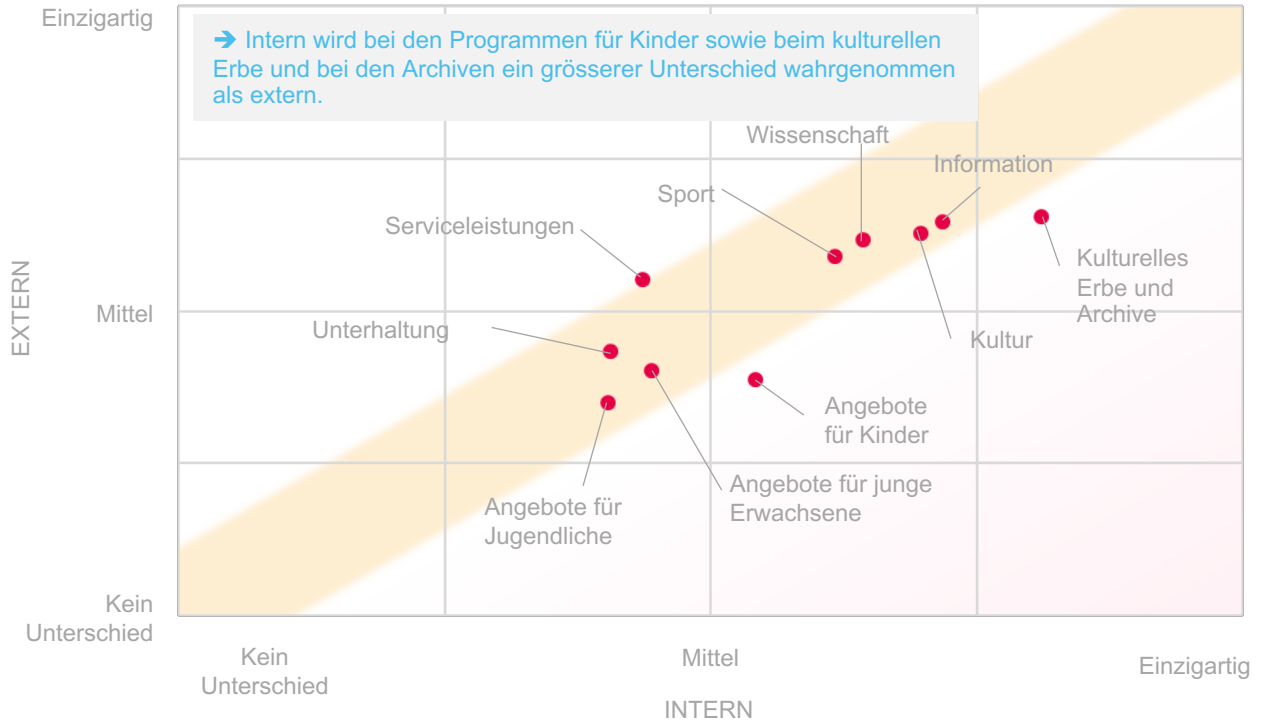 Einzigartig
➔ Intern wird bei den Programmen für Kinder sowie beim kulturellen
Erbe und bei den Archiven ein grösserer Unterschied wahrgenommen
als extern.
Wissenschaft
Information
Sport
Serviceleistungen
Kulturelles
Erbe und
Archive
EXTERN
Mittel
Unterhaltung
Kultur
Angebote
für Kinder
Angebote für junge
Erwachsene
Angebote für
Jugendliche
Kein
Unterschied
Kein
Unterschied
Mittel
Einzigartig
INTERN